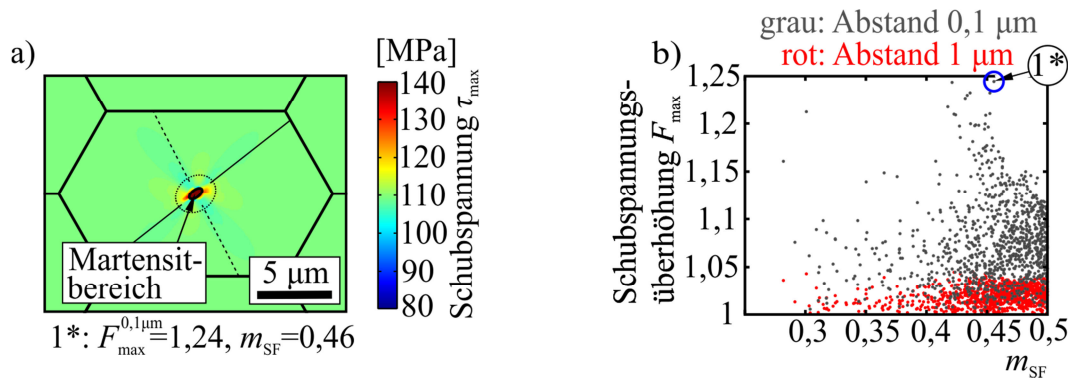 a)
[MPa]
140
130
120
110
100
90
80
Schubspannung τmax
Martensit-
bereich
5 µm
1*: F0,1µm max=1,24, mSF=0,46
b)
grau: Abstand 0,1 µm
rot: Abstand 1 µm
1*
Schubspannungs-
überhöhung Fmax
1,25
1,2
1,15
1,1
1,05
1
0,3
0,35
0,4
0,45
0,5
mSF